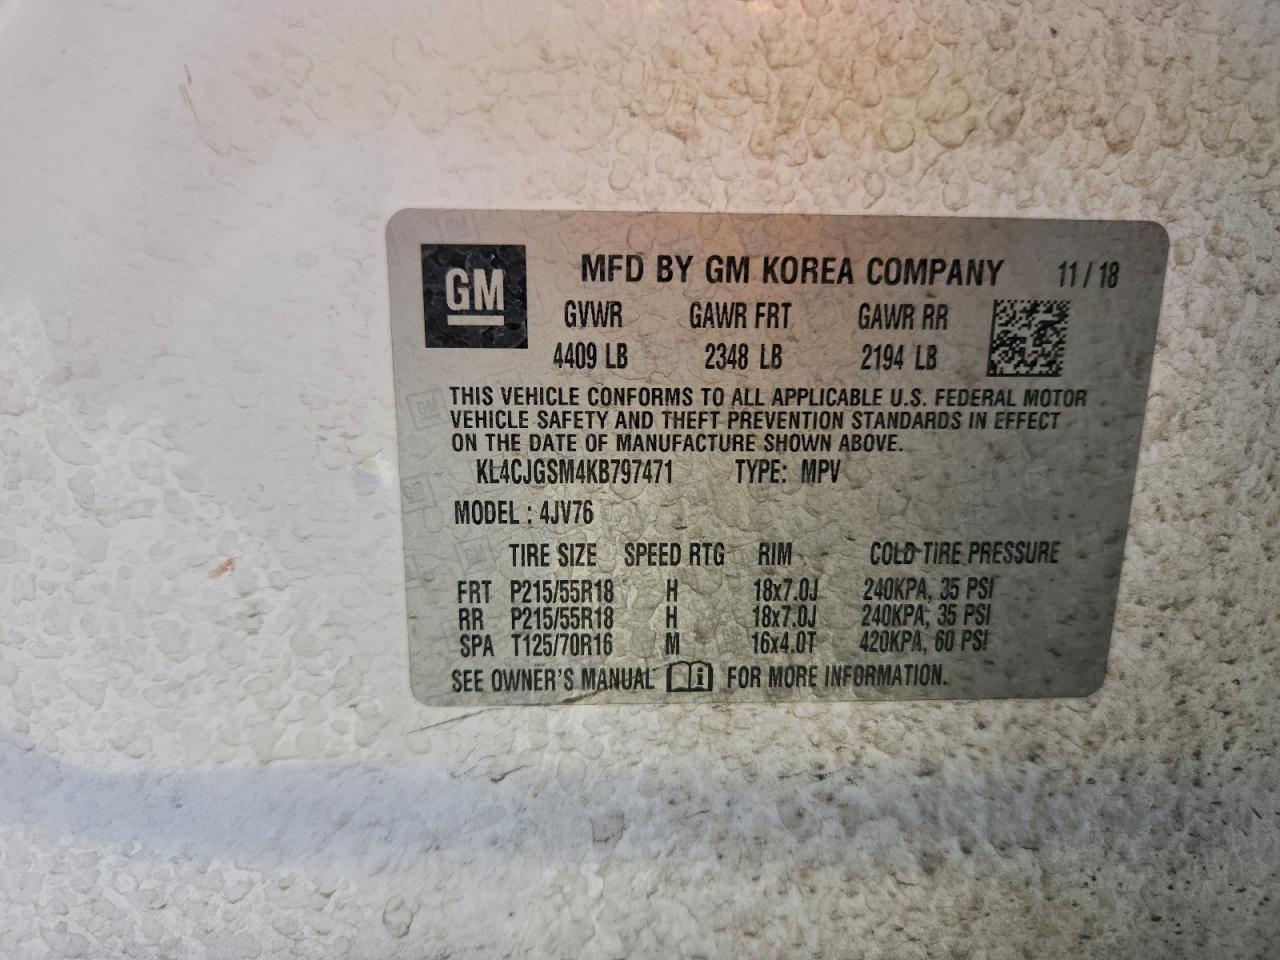 GM
MFD BY GM KOREA COMPANY 11/18
GVWR GAWR FRT GAWR RR
4409 LB 2348 LB 2194 LB
THIS VEHICLE CONFORMS TO ALL APPLICABLE U.S. FEDERAL MOTOR
VEHICLE SAFETY AND THEFT PREVENTION STANDARDS IN EFFECT
ON THE DATE OF MANUFACTURE SHOWN ABOVE.
KL4CJGSM4KB797471 TYPE: MPV
MODEL : 4JV76
TIRE SIZE SPEED RTG RIM COLD TIRE PRESSURE
FRT P215/55R18 H 18x7.0J 240KPA, 35 PSI
RR P215/55R18 H 18x7.0J 240KPA, 35 PSI
SPA T125/70R16 M 16x4.0T 420KPA, 60 PSI
SEE OWNER'S MANUAL FOR MORE INFORMATION.